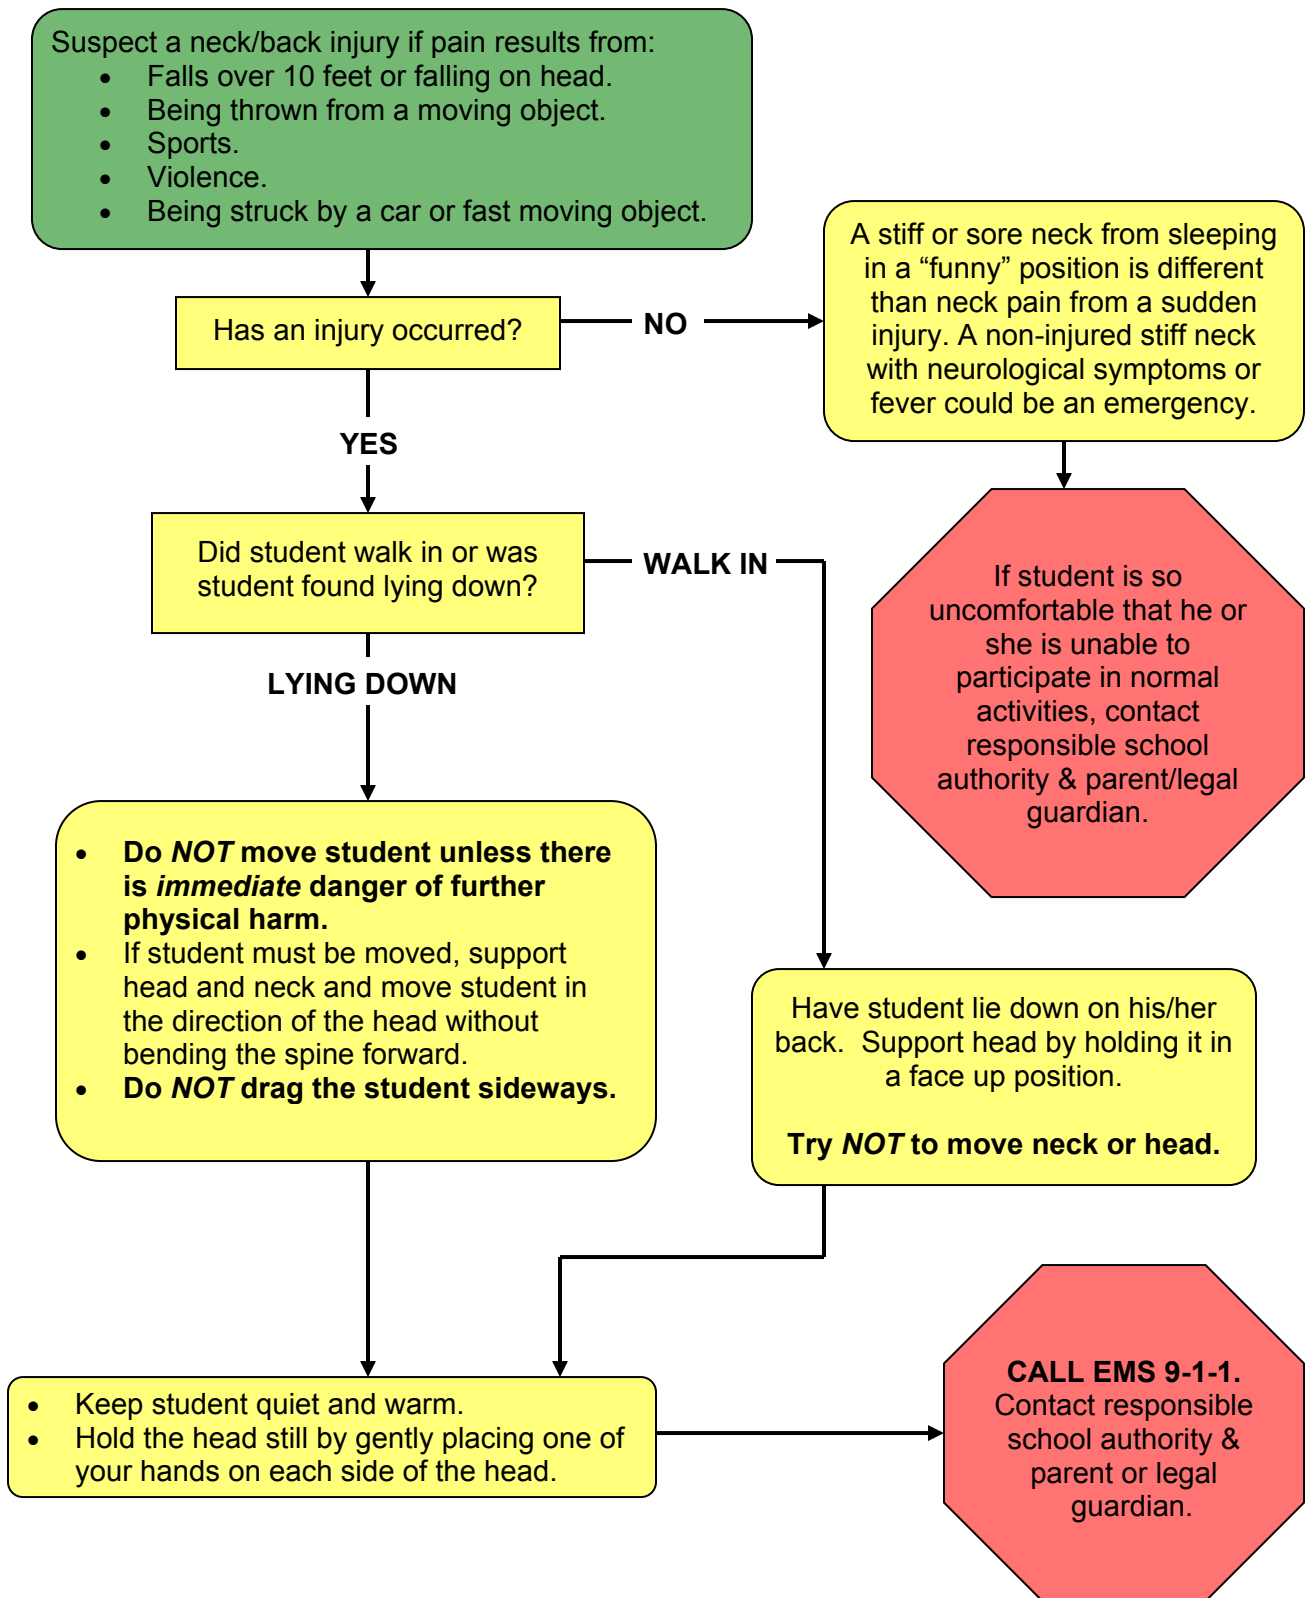 Suspect a neck/back injury if pain results from:
• Falls over 10 feet or falling on head.
• Being thrown from a moving object.
• Sports.
• Violence.
• Being struck by a car or fast moving object.
Has an injury occurred?
NO
A stiff or sore neck from sleeping
in a “funny” position is different
than neck pain from a sudden
injury. A non-injured stiff neck
with neurological symptoms or
fever could be an emergency.
YES
If student is so
uncomfortable that he or
she is unable to
participate in normal
activities, contact
responsible school
authority & parent/legal
guardian.
Did student walk in or was
student found lying down?
WALK IN
LYING DOWN
• Do NOT move student unless there
is immediate danger of further
physical harm.
• If student must be moved, support
head and neck and move student in
the direction of the head without
bending the spine forward.
• Do NOT drag the student sideways.
Have student lie down on his/her
back.  Support head by holding it in
a face up position.
Try NOT to move neck or head.
• Keep student quiet and warm.
• Hold the head still by gently placing one of
your hands on each side of the head.
CALL EMS 9-1-1.
Contact responsible
school authority &
parent or legal
guardian.